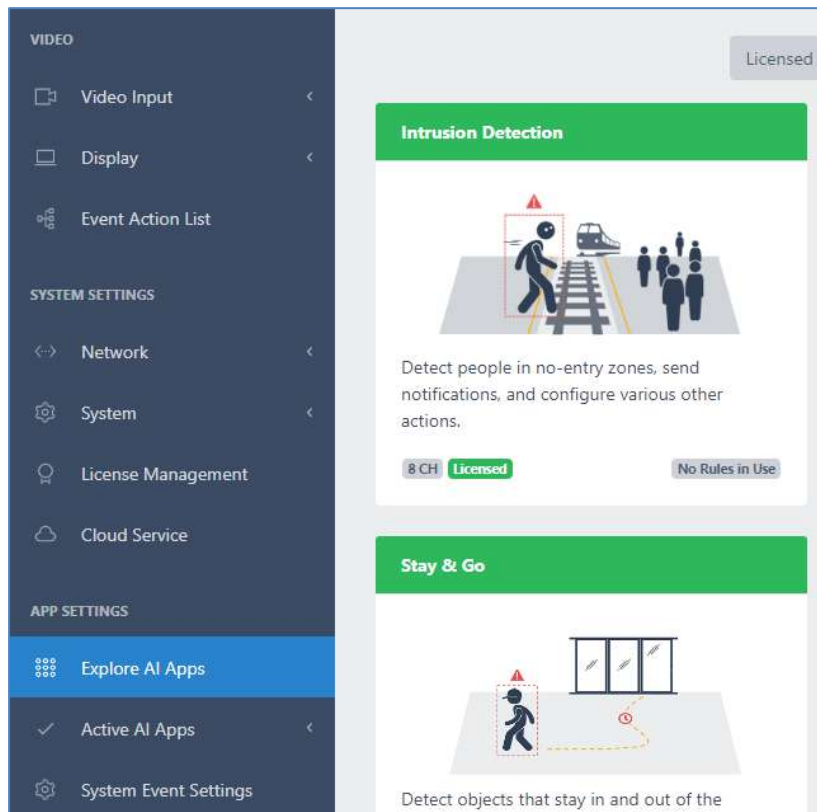 VIDEO
Video Input
Display
Event Action List
SYSTEM SETTINGS
Network
System
License Management
Cloud Service
APP SETTINGS
Explore AI Apps
Active AI Apps
System Event Settings
Licensed
Intrusion Detection
Detect people in no-entry zones, send
notifications, and configure various other
actions.
8 CH Licensed No Rules in Use
Stay & Go
Detect objects that stay in and out of the